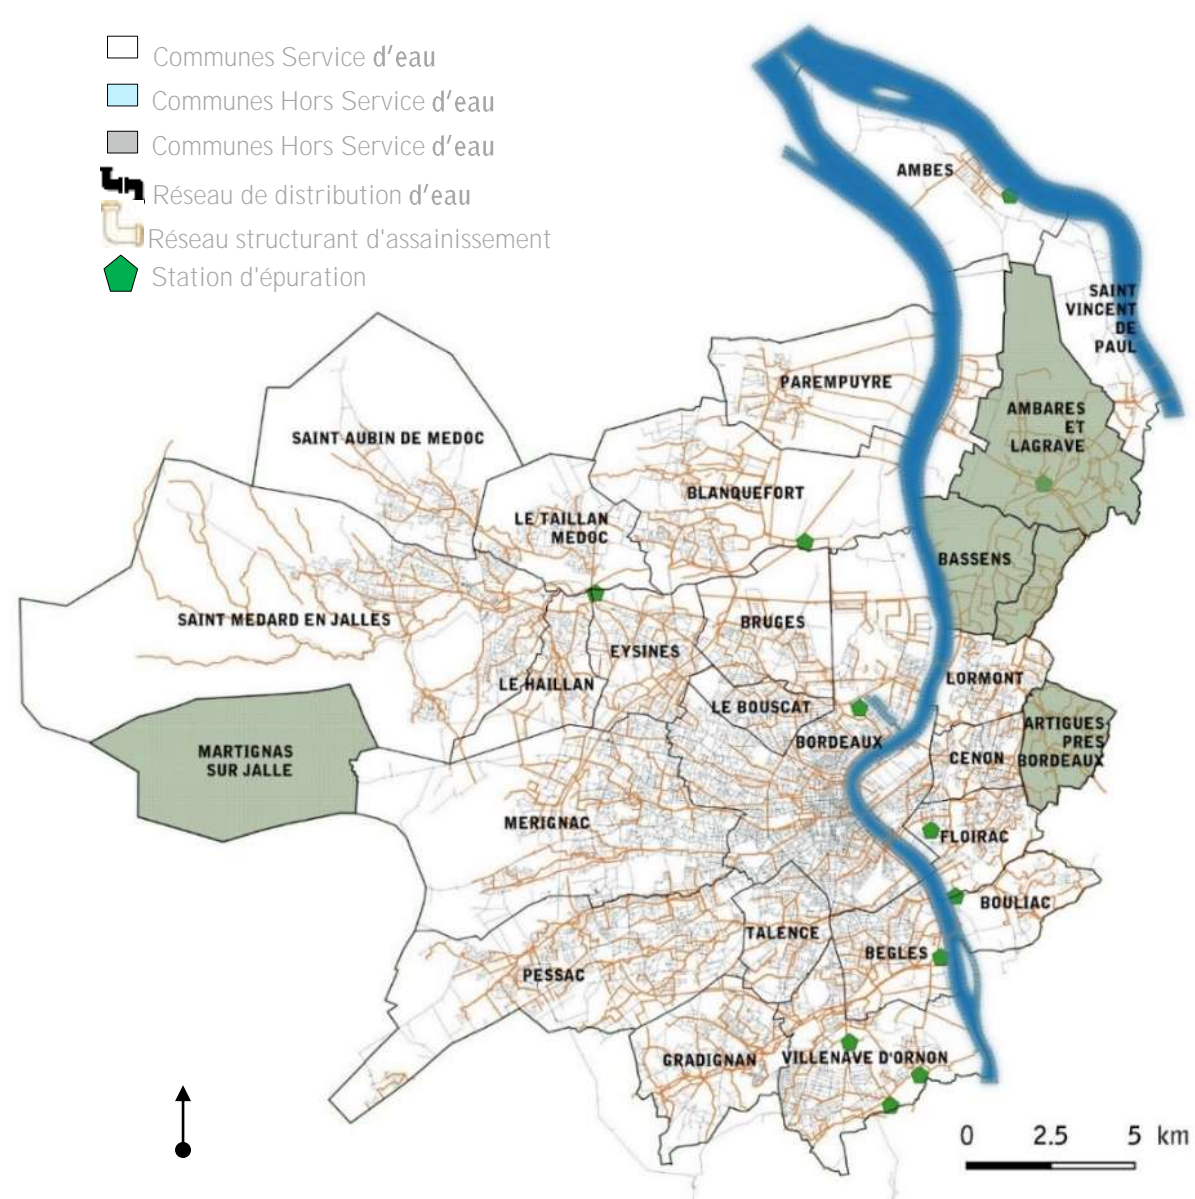 Communes Service d'eau
Communes Hors Service d'eau
Communes Hors Service d'eau
Réseau de distribution d'eau
Réseau structurant d'assainissement
Station d'épuration
AMBES
SAINT
VINCENT
DE
PAUL
PAREMPUYRE
AMBARES
ET
LAGRAVE
SAINT AUBIN DE MEDOC
BLANQUEFORT
LE TAILLAN
MEDOC
BASSENS
SAINT MEDARD EN JALLES
BRUGES
EYSINES
LE HAILLAN
LORMONT
LE BOUSCAT
ARTIGUES
PRES
BORDEAUX
BORDEAUX
CENON
MARTIGNAS
SUR JALLE
MERIGNAC
FLOIRAC
BOULIAC
TALENCE
BEGLES
PESSAC
GRADIGNAN
VILLENAVE D'ORNON
0 2.5 5 km